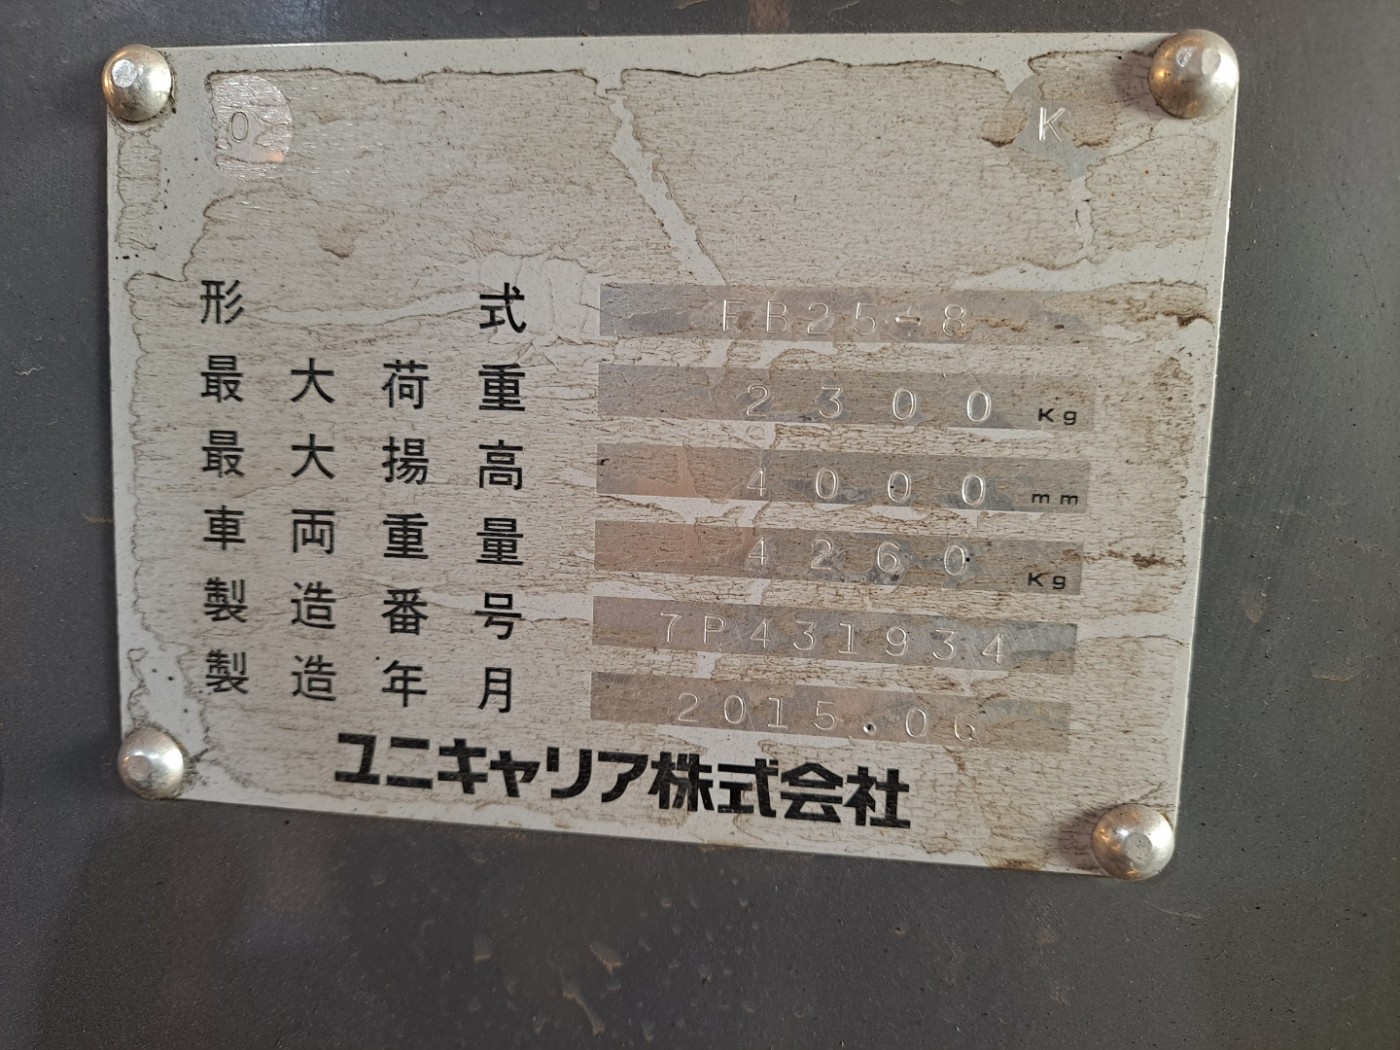 O K
形式 FB25-8
最大荷重 2300 Kg
最大揚高 4000 mm
車両重量 4260 Kg
製造番号 7P431934
製造年月 2015.06
ユニキャリア株式会社